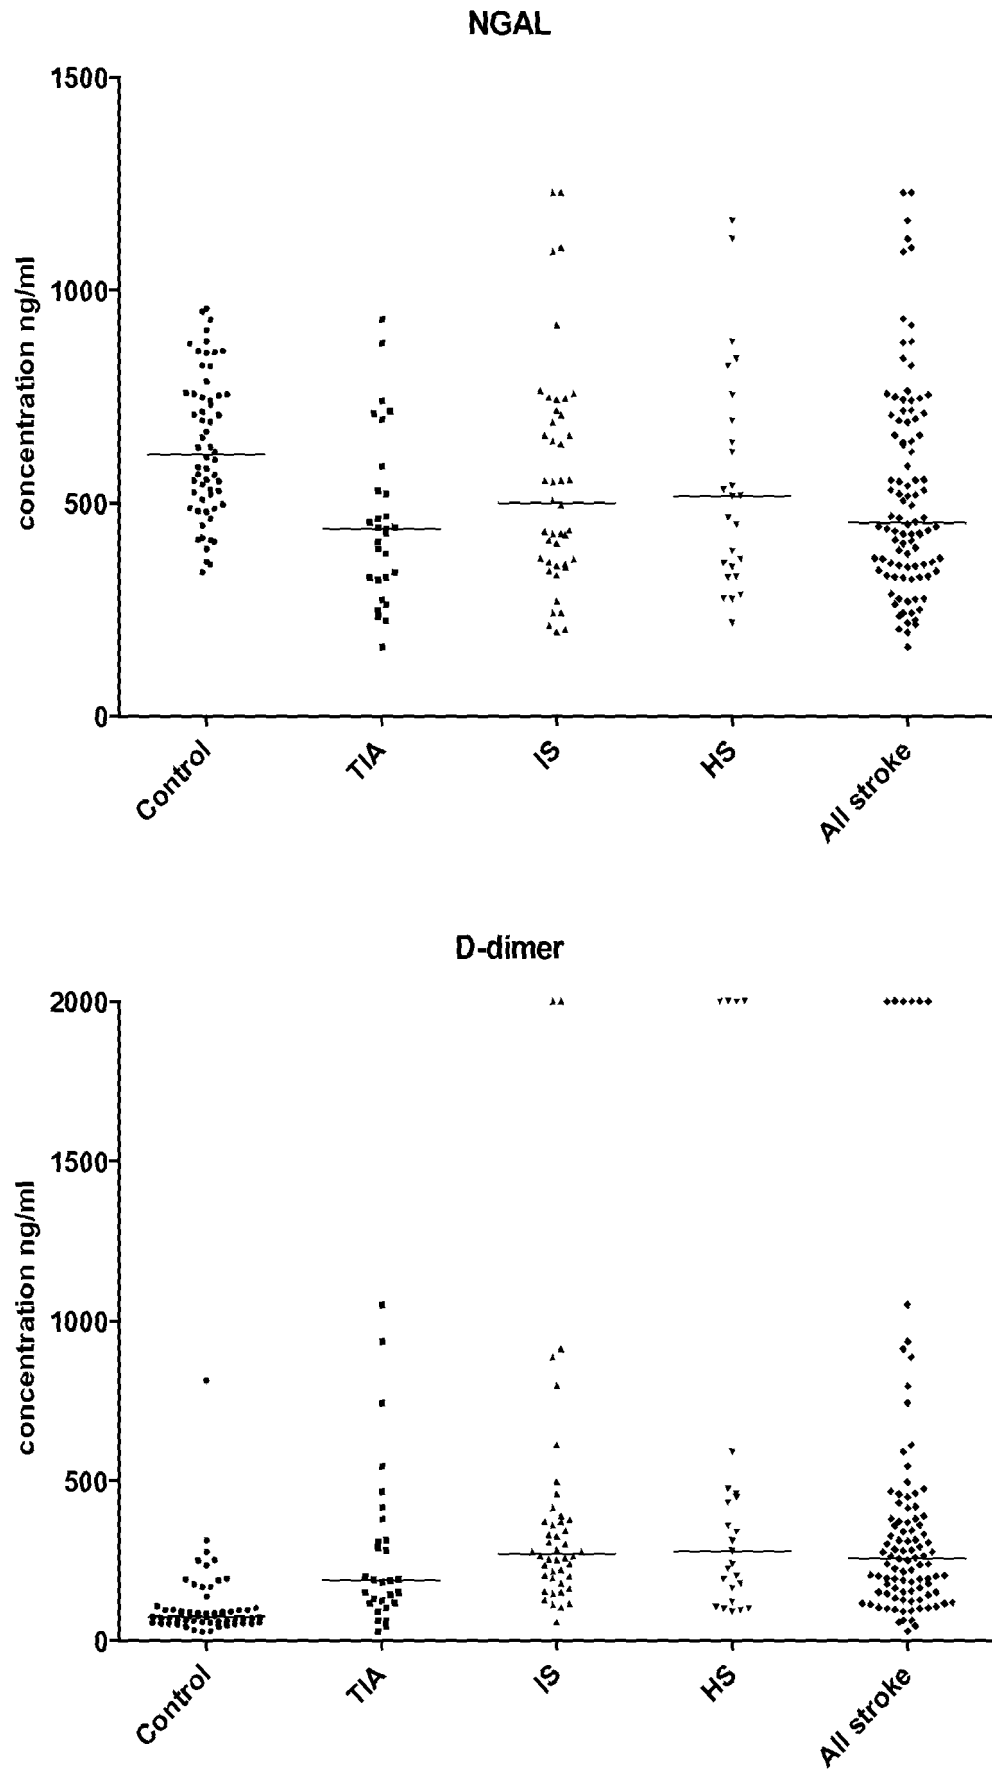 NGAL
1500
1000
500
0
concentration ng/ml
Control
TIA
IS
HS
All stroke
D-dimer
2000
1500
1000
500
0
concentration ng/ml
Control
TIA
IS
HS
All stroke